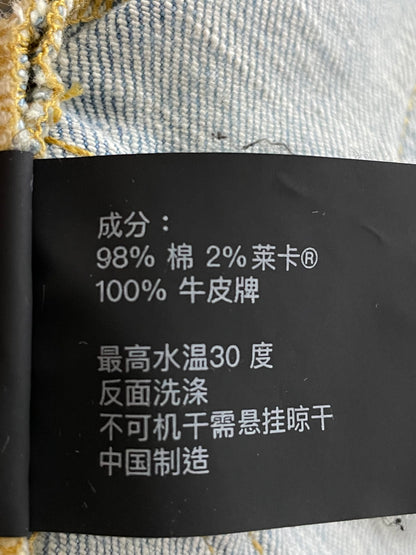 成分：
98% 棉 2% 莱卡®
100% 牛皮牌
最高水温30 度
反面洗涤
不可机干需悬挂晾干
中国制造